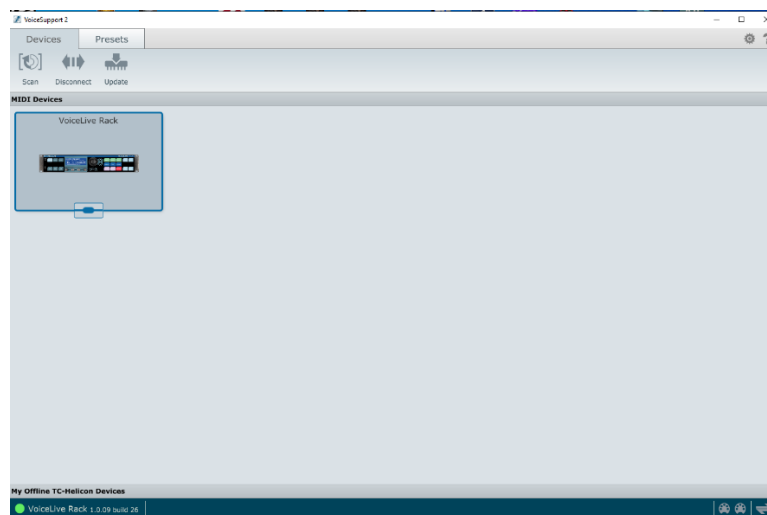 VoiceSupport 2
Devices Presets
Scan Disconnect Update
MIDI Devices
VoiceLive Rack
My Offline TC-Helicon Devices
VoiceLive Rack 1.0.09 build 26